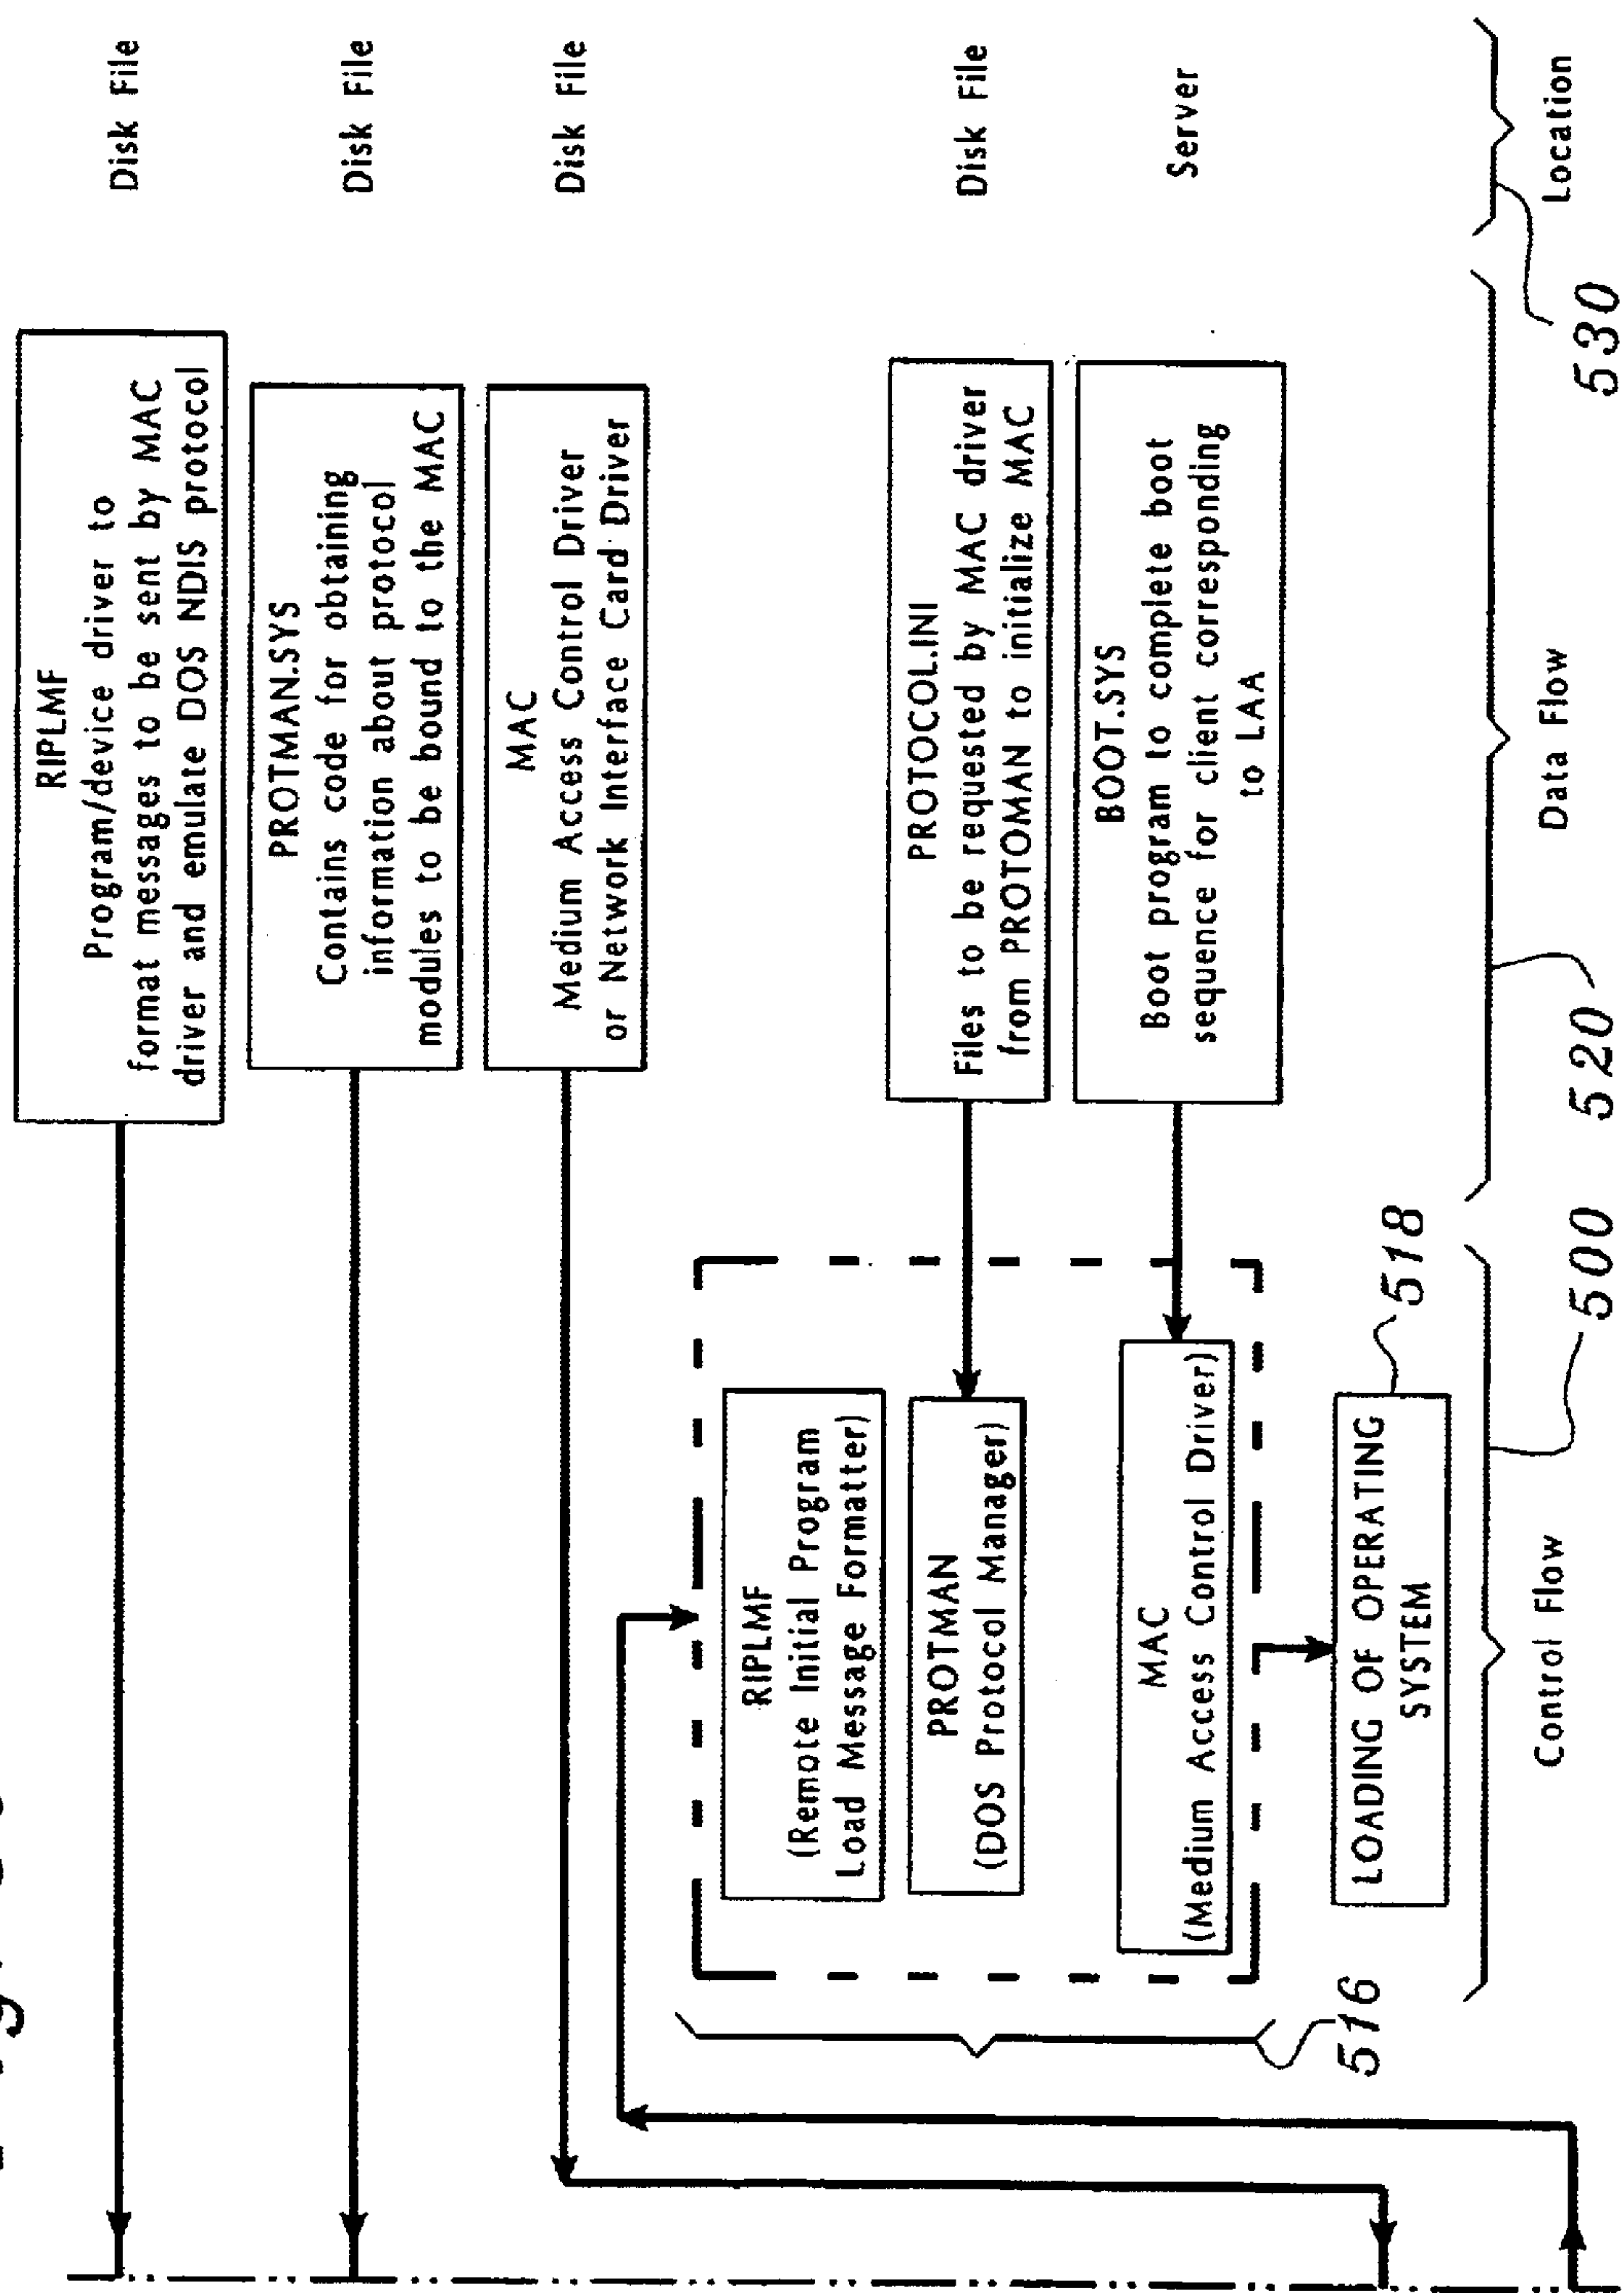 RIPLMF
Program/device driver to
format messages to be sent by MAC
driver and emulate DOS NDIS protocol
Disk File
PROTMAN.SYS
Contains code for obtaining
information about protocol
modules to be bound to the MAC
Disk File
MAC
Medium Access Control Driver
or Network Interface Card Driver
Disk File
RIPLMF
(Remote Initial Program
Load Message Formatter)
PROTMAN
(DOS Protocol Manager)
PROTOCOL.INI
Files to be requested by MAC driver
from PROTOMAN to initialize MAC
Disk File
MAC
(Medium Access Control Driver)
BOOT.SYS
Boot program to complete boot
sequence for client corresponding
to LAA
Server
516
LOADING OF OPERATING
SYSTEM
518
Control Flow
Data Flow
Location
500
520
530